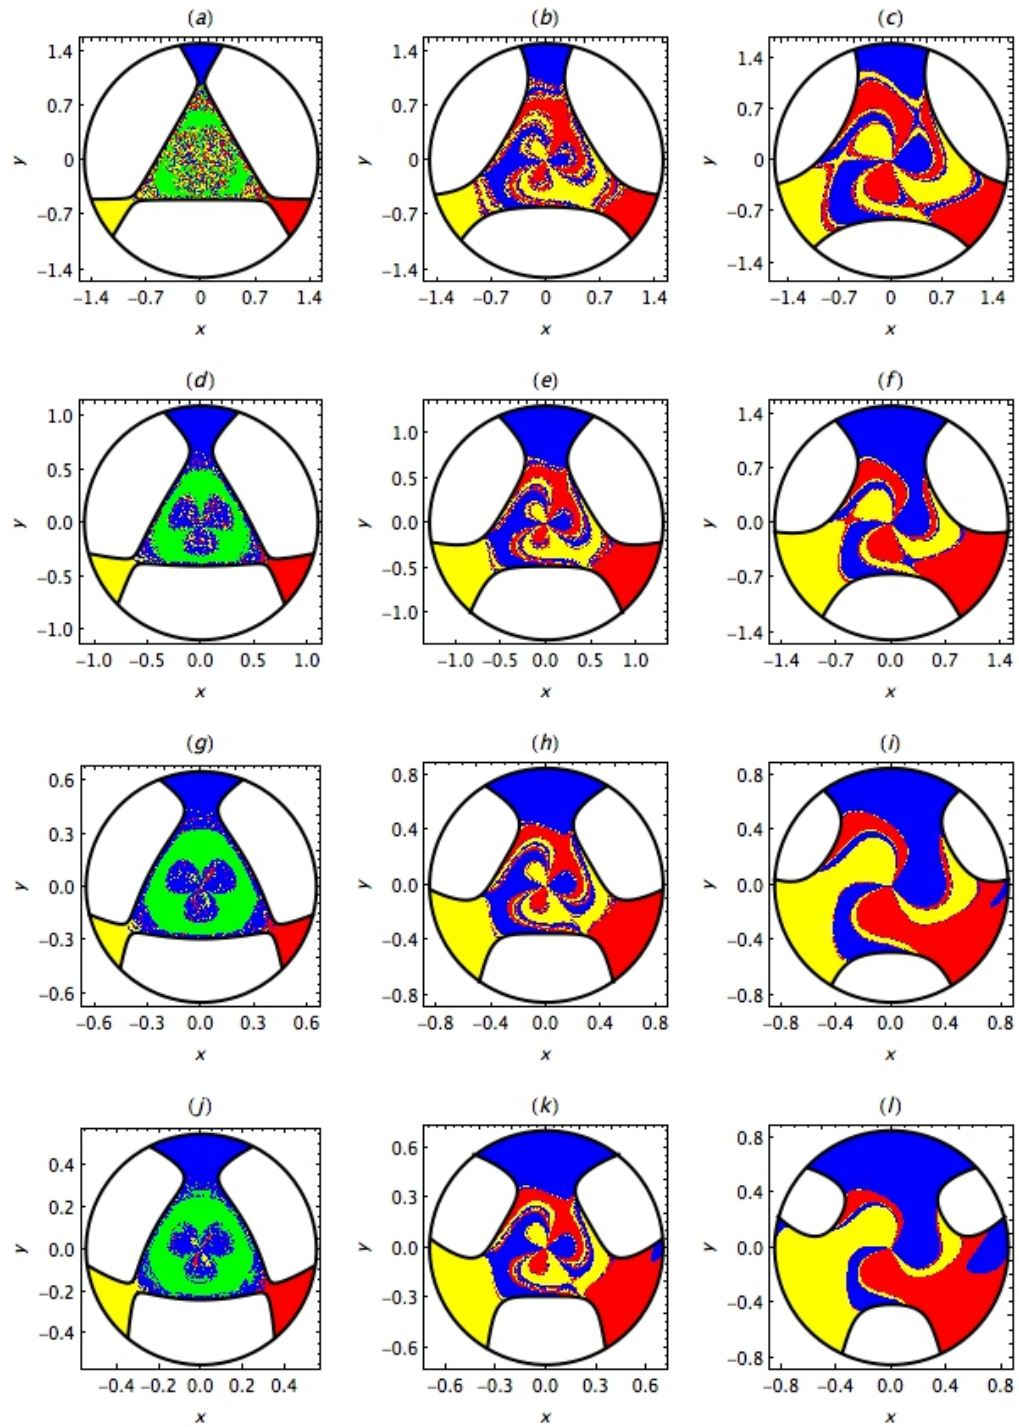 (a) (b) (c)
1.4 1.4 1.4
0.7 0.7 0.7
y 0 y 0 y 0
−0.7 −0.7 −0.7
−1.4 −1.4 −1.4
−1.4 −0.7 0 0.7 1.4 −1.4 −0.7 0 0.7 1.4 −1.4 −0.7 0 0.7 1.4
x x x
(d) (e) (f)
1.0 1.0 1.4
0.5 0.5 0.7
y 0.0 y 0.0 y 0.0
−0.5 −0.5 −0.7
−1.0 −1.0 −1.4
−1.0 −0.5 0.0 0.5 1.0 −1.0 −0.5 0.0 0.5 1.0 −1.4 −0.7 0 0.7 1.4
x x x
(g) (h) (i)
0.6 0.8 0.8
0.3 0.4 0.4
y 0.0 y 0.0 y 0.0
−0.3 −0.4 −0.4
−0.6 −0.8 −0.8
−0.6 −0.3 0.0 0.3 0.6 −0.8 −0.4 0.0 0.4 0.8 −0.8 −0.4 0.0 0.4 0.8
x x x
(j) (k) (l)
0.4 0.6 0.8
0.2 0.3 0.4
y 0.0 y 0.0 y 0.0
−0.2 −0.3 −0.4
−0.4 −0.6 −0.8
−0.4 −0.2 0.0 0.2 0.4 −0.6 −0.3 0.0 0.3 0.6 −0.8 −0.4 0.0 0.4 0.8
x x x